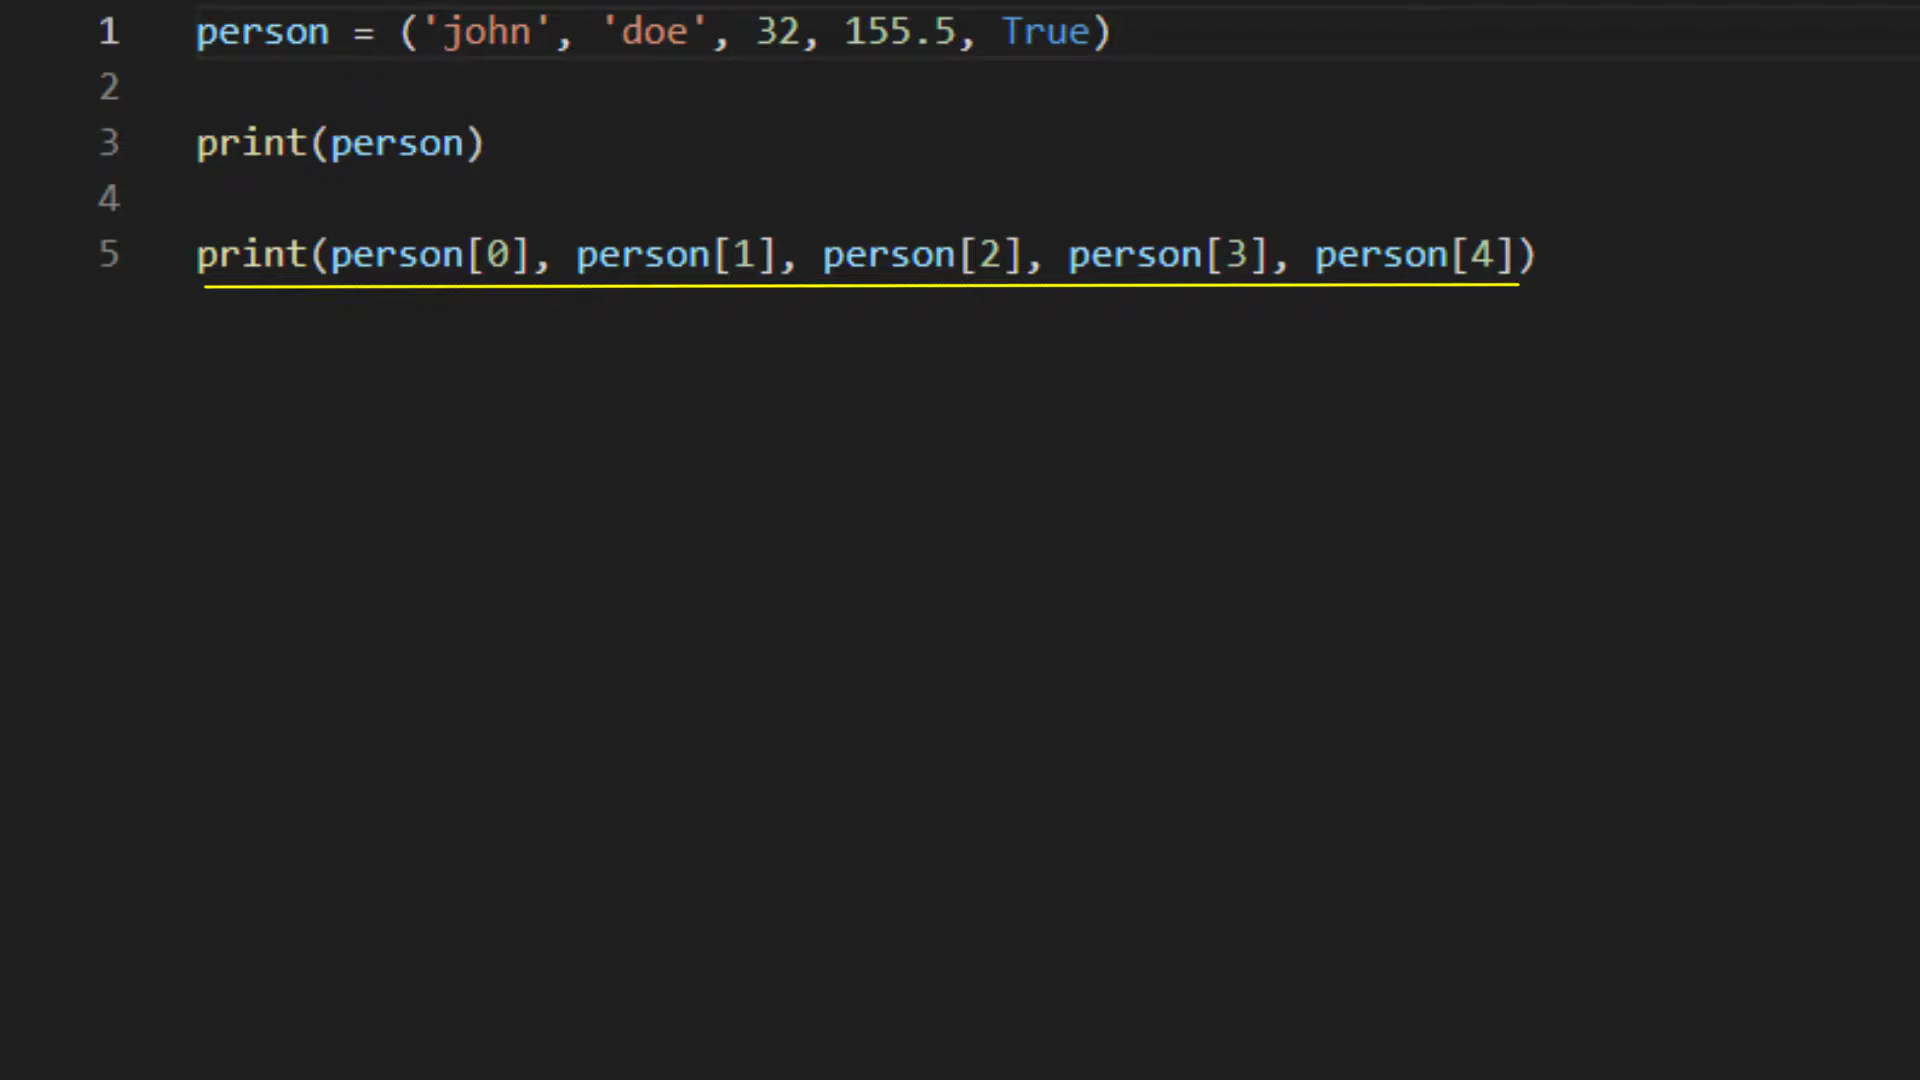 1 person = ('john', 'doe', 32, 155.5, True)
2
3 print(person)
4
5 print(person[0], person[1], person[2], person[3], person[4])